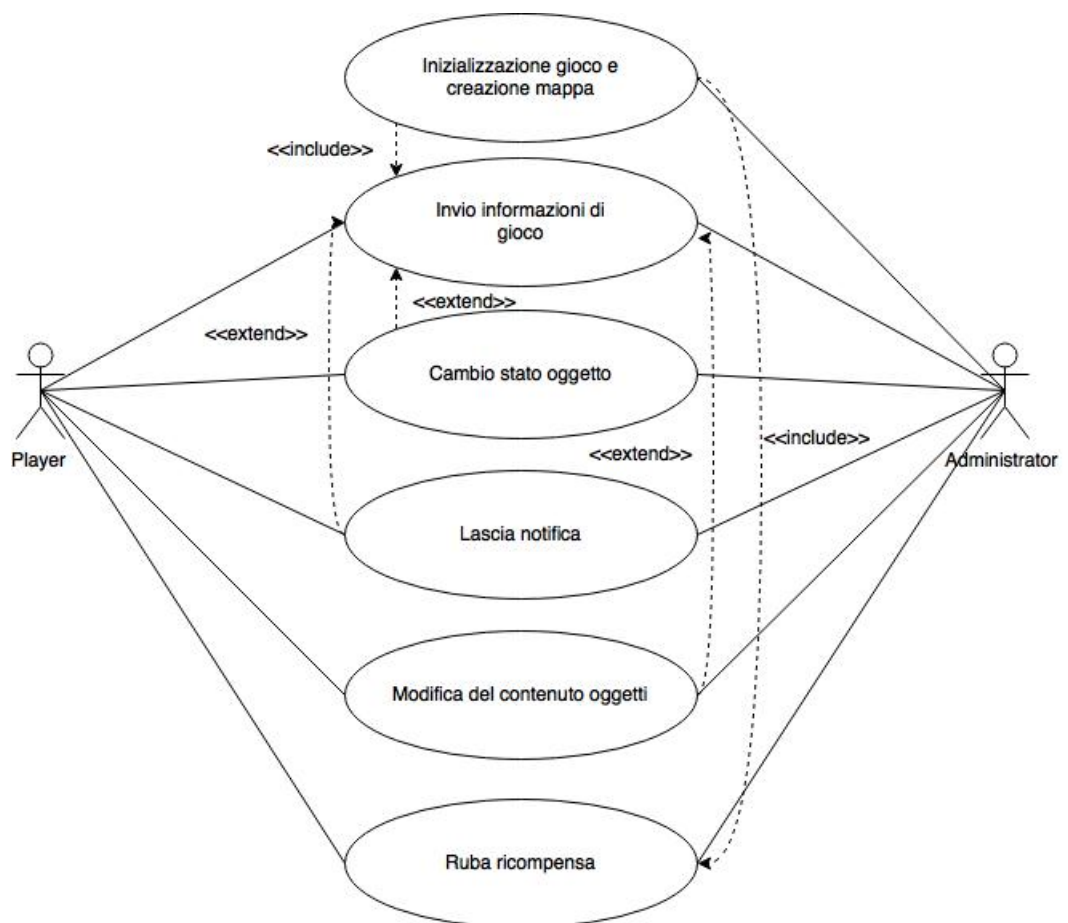 Inizializzazione gioco e
creazione mappa
<<include>>
Invio informazioni di
gioco
<<extend>>
<<extend>>
Cambio stato oggetto
<<include>>
<<extend>>
Player
Administrator
Lascia notifica
Modifica del contenuto oggetti
Ruba ricompensa